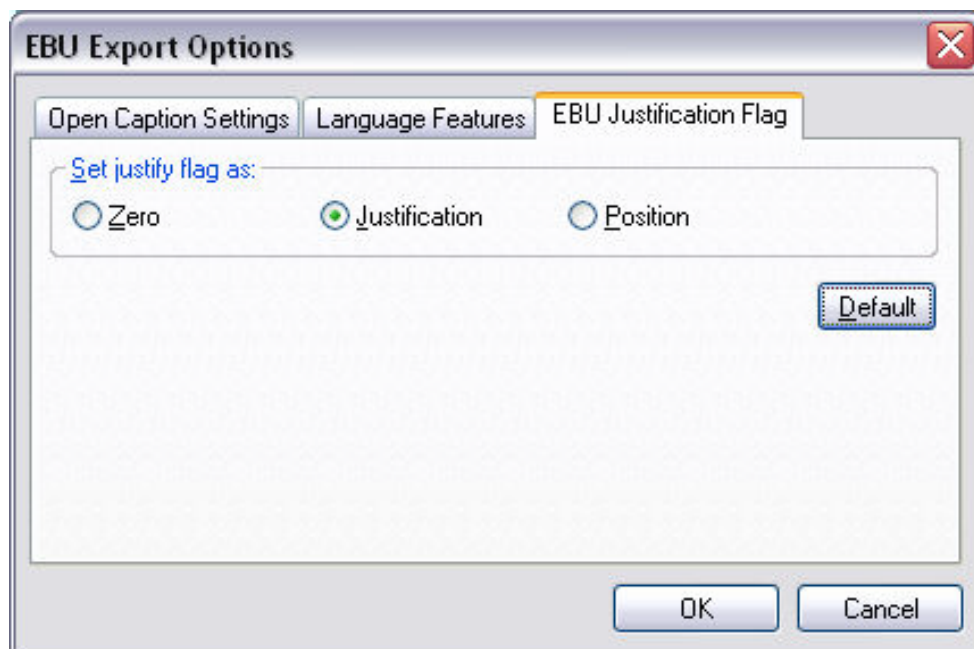 EBU Export Options
Open Caption Settings Language Features EBU Justification Flag
Set justify flag as:
Zero Justification Position
Default
OK Cancel